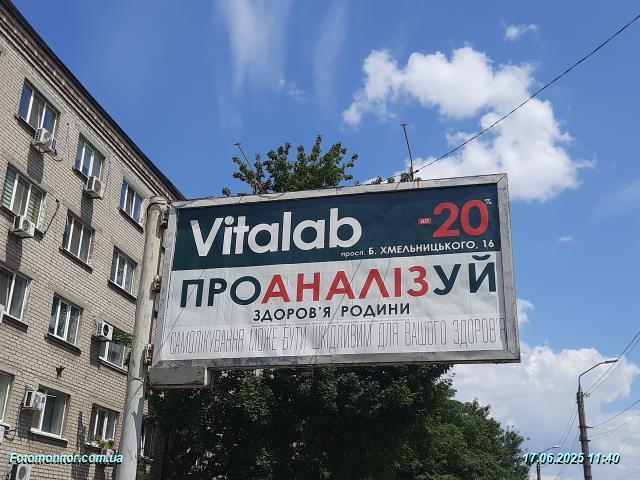 Vitalab
до -20%
просп. Б. ХМЕЛЬНИЦЬКОГО, 16
ПРОАНАЛІЗУЙ
ЗДОРОВ'Я РОДИНИ
САМОЛІКУВАННЯ МОЖЕ БУТИ ШКІДЛИВИМ ДЛЯ ВАШОГО ЗДОРОВ'Я
Fotomonitor.com.ua
17.06.2025 11:40